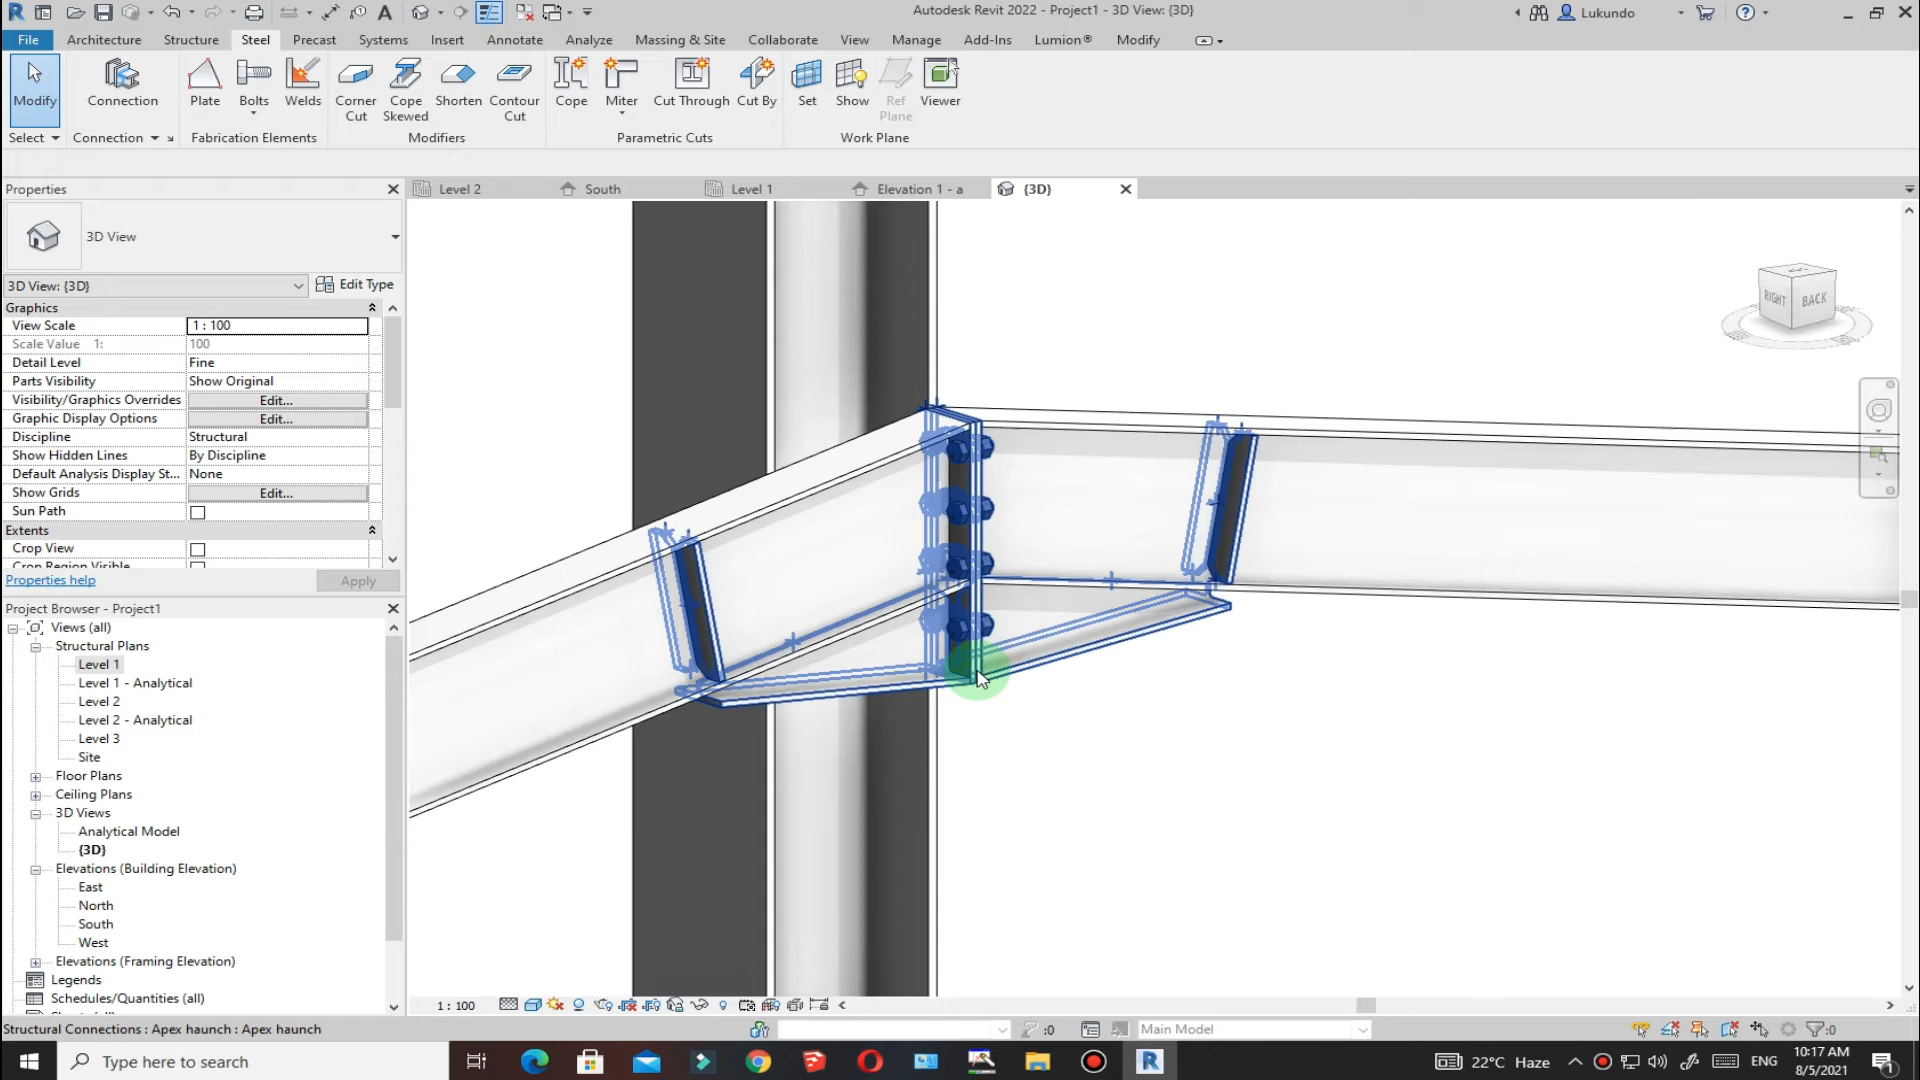 Autodesk Revit 2022 - Project1 - 3D View: {3D}
Lukundo
File Architecture Structure Steel Precast Systems Insert Annotate Analyze Massing & Site Collaborate View Manage Add-Ins Lumion® Modify
Modify
Connection
Plate
Bolts
Welds
Corner
Cut
Cope
Skewed
Shorten
Contour
Cut
Cope
Miter
Cut Through
Cut By
Set
Show
Ref
Plane
Viewer
Select Connection Fabrication Elements Modifiers Parametric Cuts Work Plane
Properties
Level 2 South Level 1 Elevation 1 - a {3D}
3D View
3D View: {3D} Edit Type
Graphics
View Scale 1 : 100
Scale Value 1: 100
Detail Level Fine
Parts Visibility Show Original
Visibility/Graphics Overrides Edit...
Graphic Display Options Edit...
Discipline Structural
Show Hidden Lines By Discipline
Default Analysis Display St... None
Show Grids Edit...
Sun Path
Extents
Crop View
Crop Region Visible
Properties help Apply
RIGHT BACK
Project Browser - Project1
Views (all)
Structural Plans
Level 1
Level 1 - Analytical
Level 2
Level 2 - Analytical
Level 3
Site
Floor Plans
Ceiling Plans
3D Views
Analytical Model
{3D}
Elevations (Building Elevation)
East
North
South
West
Elevations (Framing Elevation)
Legends
Schedules/Quantities (all)
1 : 100
Structural Connections : Apex haunch : Apex haunch
:0
Main Model
:0
Type here to search
22°C Haze
ENG
10:17 AM
8/5/2021
1